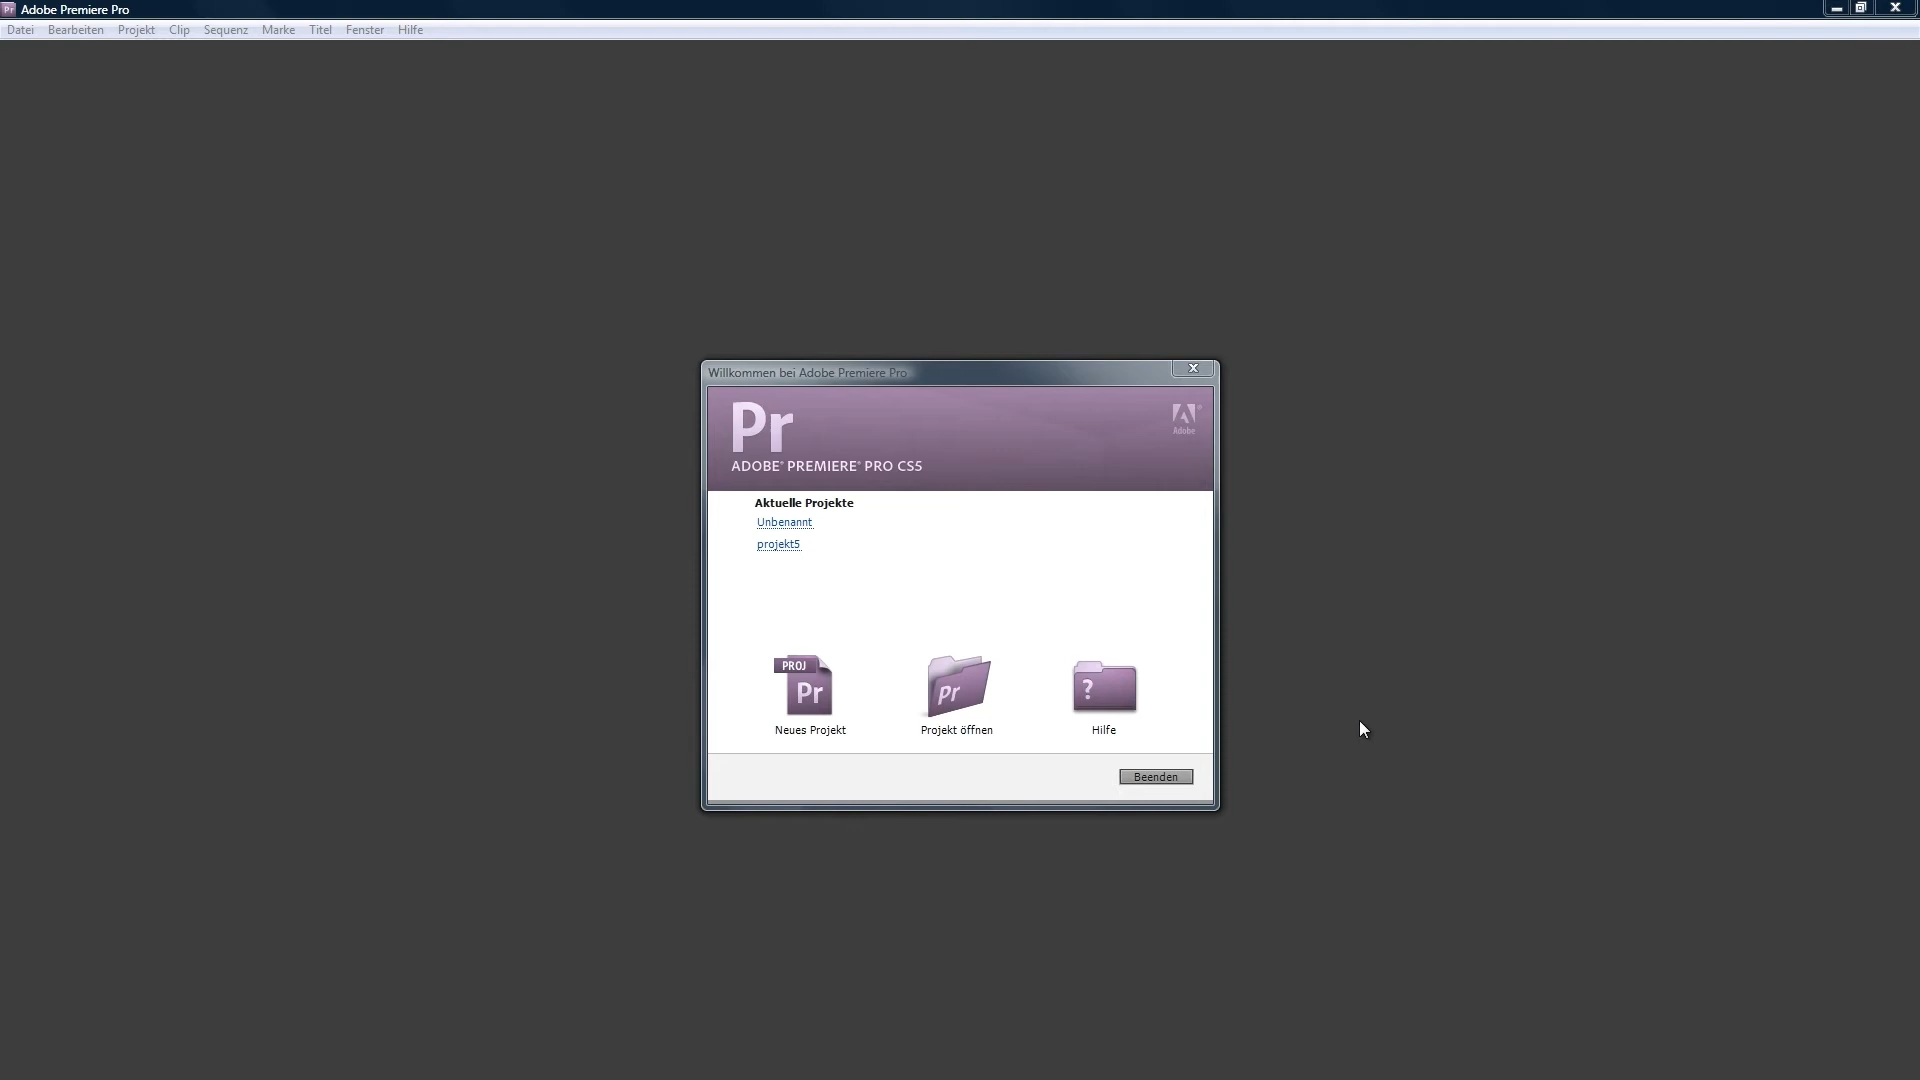 Pr Adobe Premiere Pro
Datei Bearbeiten Projekt Clip Sequenz Marke Titel Fenster Hilfe
Willkommen bei Adobe Premiere Pro
Pr
Adobe
ADOBE® PREMIERE® PRO CS5
Aktuelle Projekte
Unbenannt
projekt5
PROJ
Pr
Pr
?
Neues Projekt Projekt öffnen Hilfe
Beenden